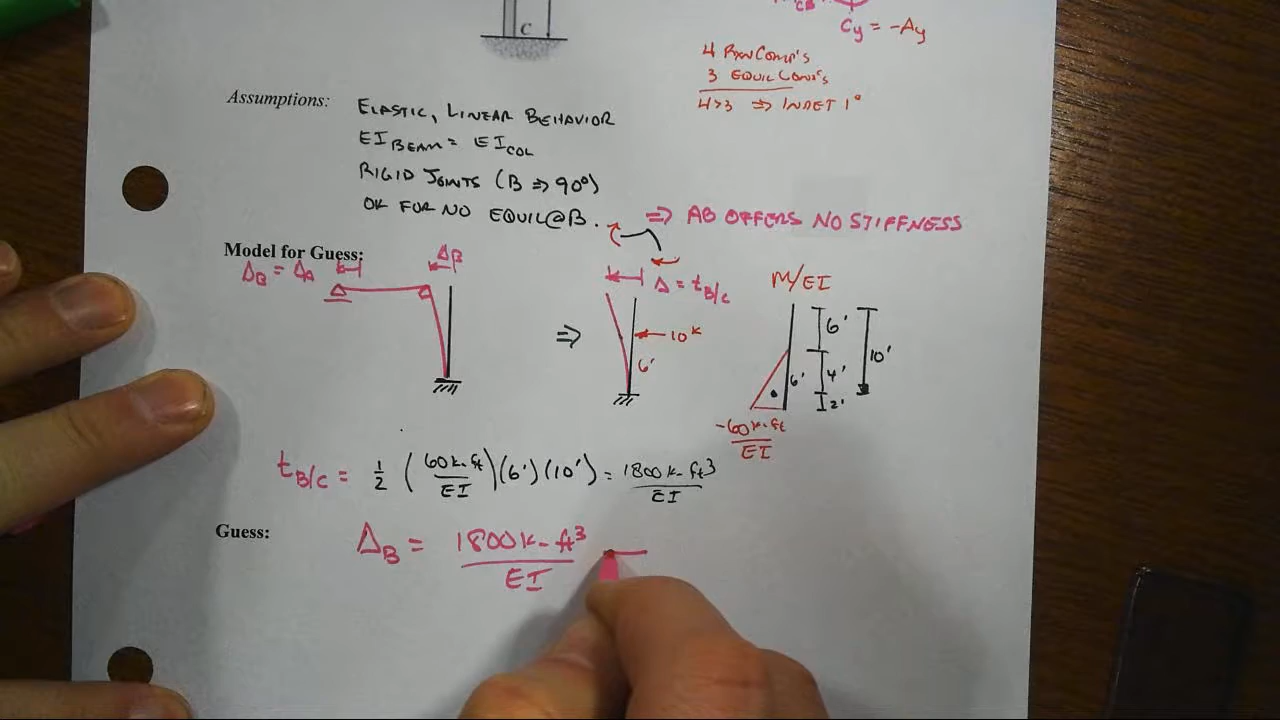 C
CB
Cy = -Ay
4 RXN COMP'S
3 EQUIL CONI'S
4>3 => INDET 1°
Assumptions: ELASTIC, LINEAR BEHAVIOR
EI BEAM = EI COL
RIGID JOINTS (B => 90°)
OK FOR NO EQUIL@B. => AB OFFERS NO STIFFNESS
Model for Guess:
ΔB = ΔA
ΔB
=>
Δ = tB/C
10K
6'
M/EI
6'
6'
4'
2'
10'
-60 k-ft
EI
tB/C = 1/2 (60 k-ft/EI)(6')(10') = 1800 k-ft³/EI
Guess: ΔB = 1800 k-ft³/EI